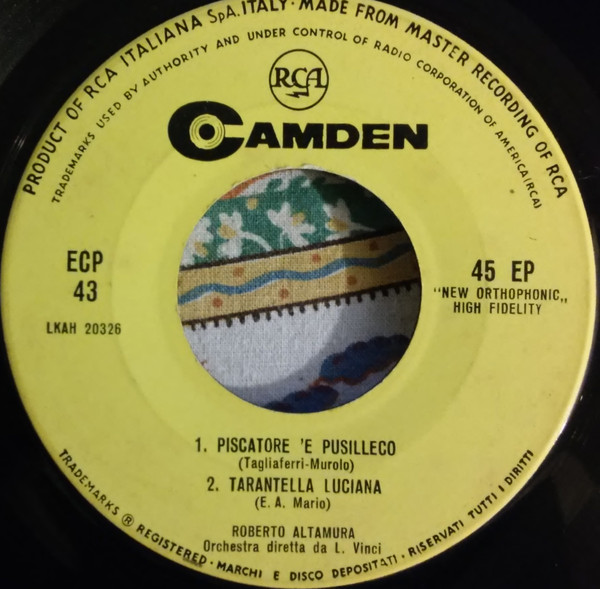 PRODUCT OF RCA ITALIANA SpA.ITALY·MADE FROM MASTER RECORDING OF RCA
TRADEMARKS USED BY AUTHORITY AND UNDER CONTROL OF RADIO CORPORATION OF AMERICA(RCA)
RCA
CAMDEN
ECP
43
LKAH 20326
45 EP
"NEW ORTHOPHONIC„
HIGH FIDELITY
1. PISCATORE 'E PUSILLECO
(Tagliaferri-Murolo)
2. TARANTELLA LUCIANA
(E. A. Mario)
ROBERTO ALTAMURA
Orchestra diretta da L. Vinci
TRADEMARKS ® REGISTERED·MARCHI E DISCO DEPOSITATI·RISERVATI TUTTI I DIRITTI